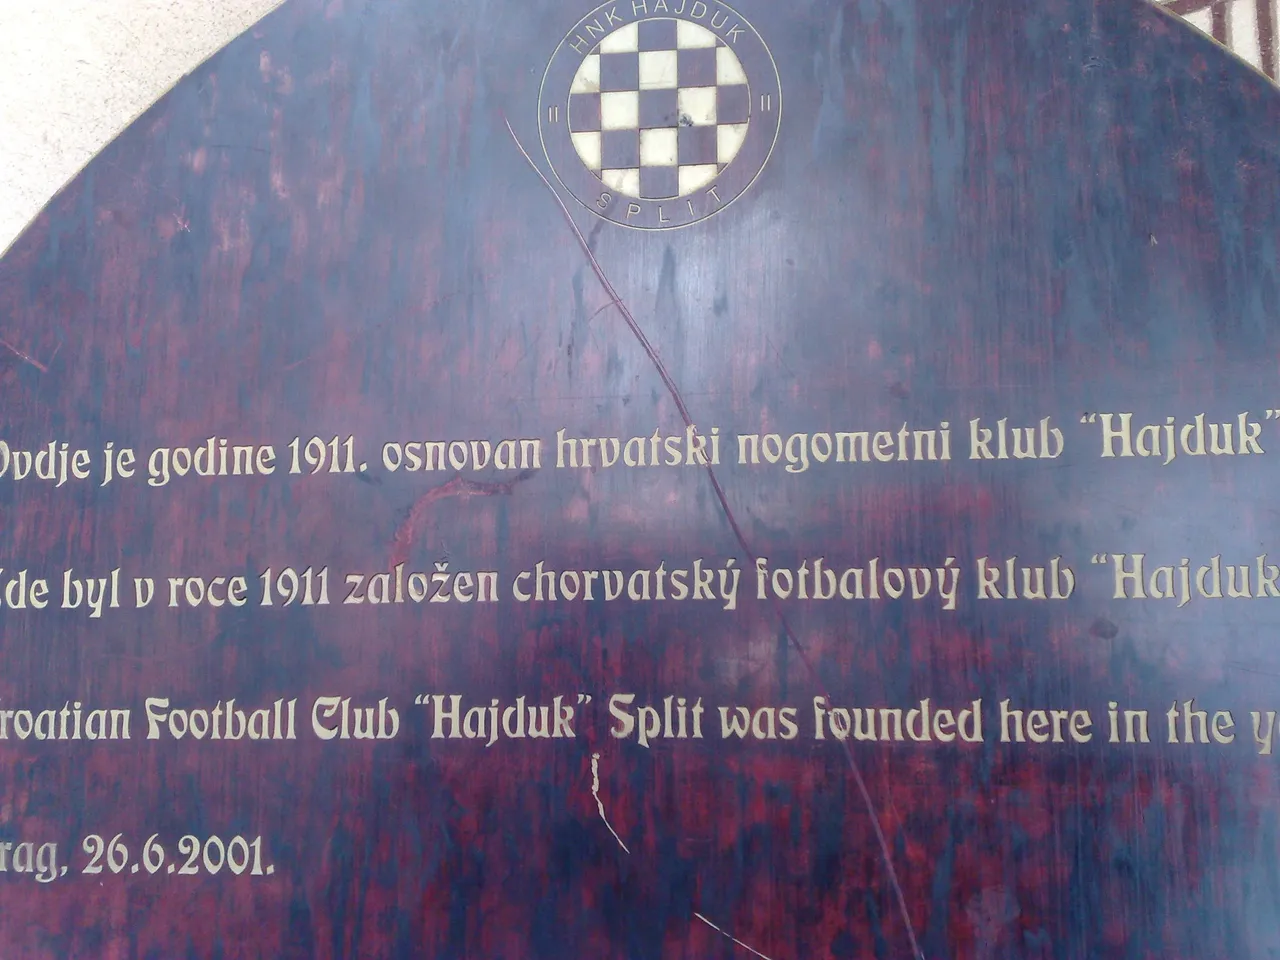 HNK HAJDUK
SPLIT
Ovdje je godine 1911. osnovan hrvatski nogometni klub “Hajduk”
Zde byl v roce 1911 založen chorvatský fotbalový klub “Hajduk
roatian Football Club “Hajduk” Split was founded here in the y
rag, 26.6.2001.